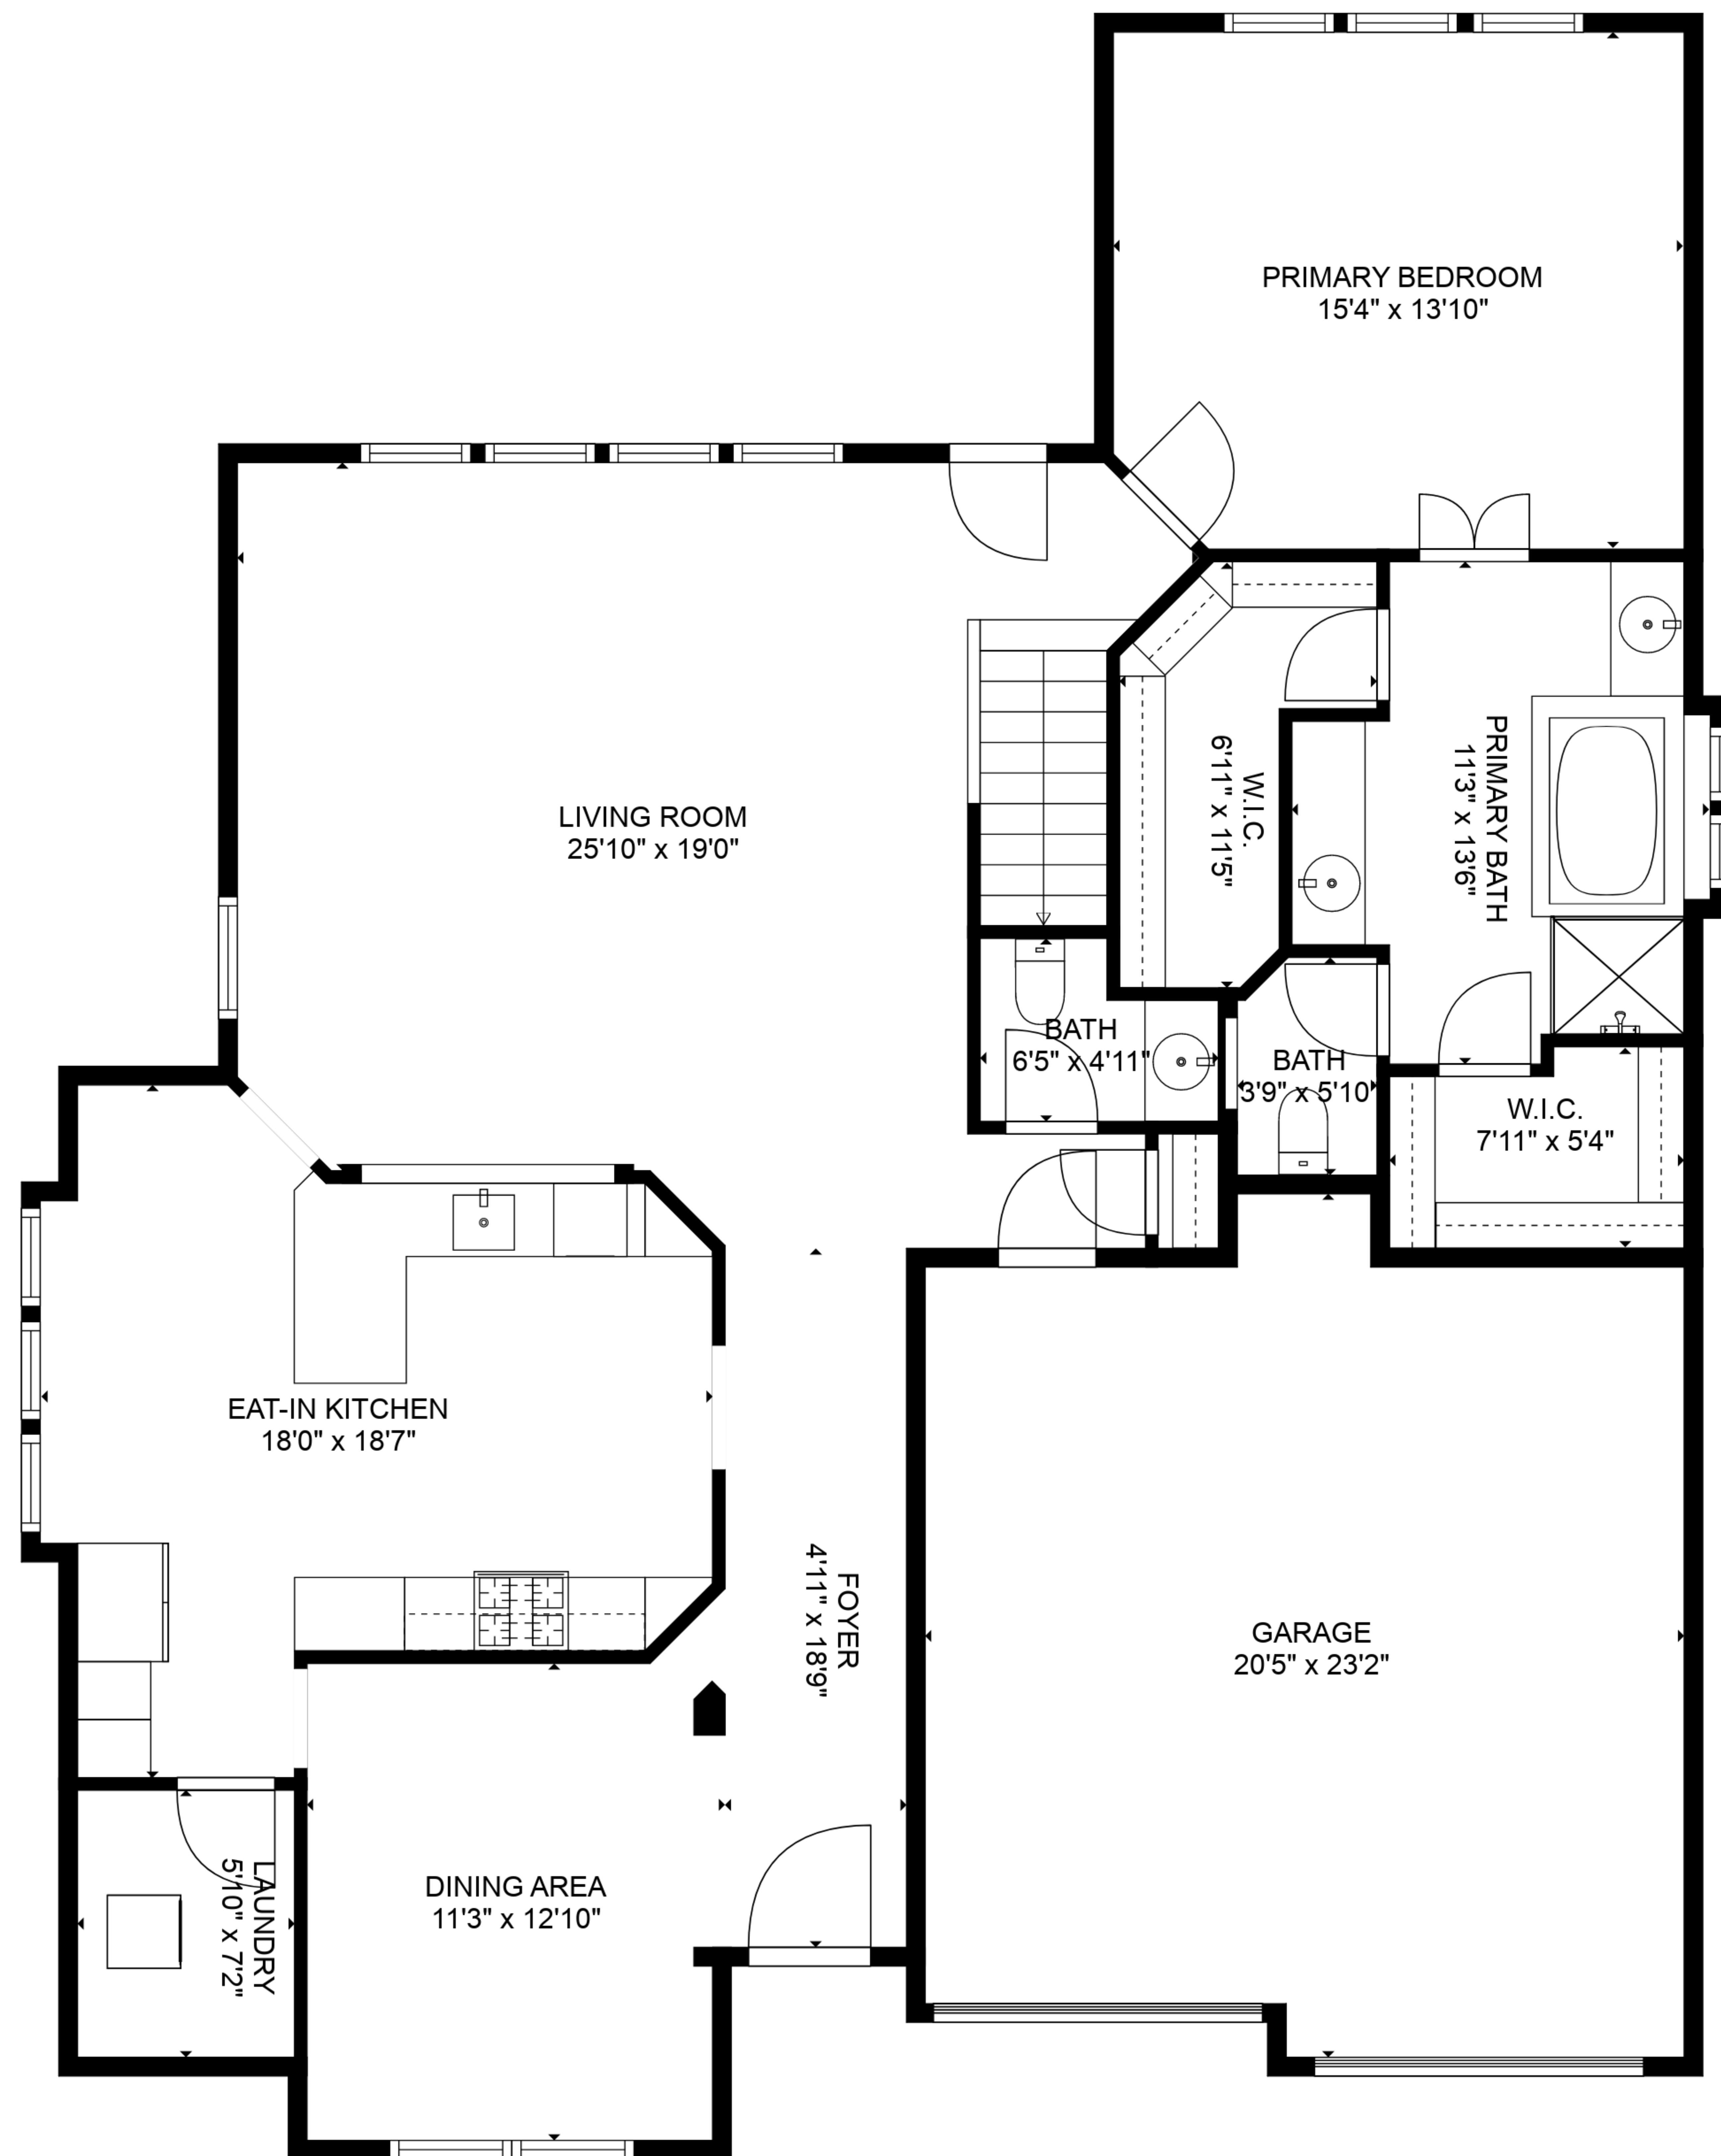 PRIMARY BEDROOM
15'4" x 13'10"
LIVING ROOM
25'10" x 19'0"
W.I.C.
6'11" x 11'5"
PRIMARY BATH
11'3" x 13'6"
BATH
6'5" x 4'11"
BATH
3'9" x 5'10"
W.I.C.
7'11" x 5'4"
EAT-IN KITCHEN
18'0" x 18'7"
FOYER
4'11" x 18'9"
GARAGE
20'5" x 23'2"
DINING AREA
11'3" x 12'10"
LAUNDRY
5'10" x 7'2"